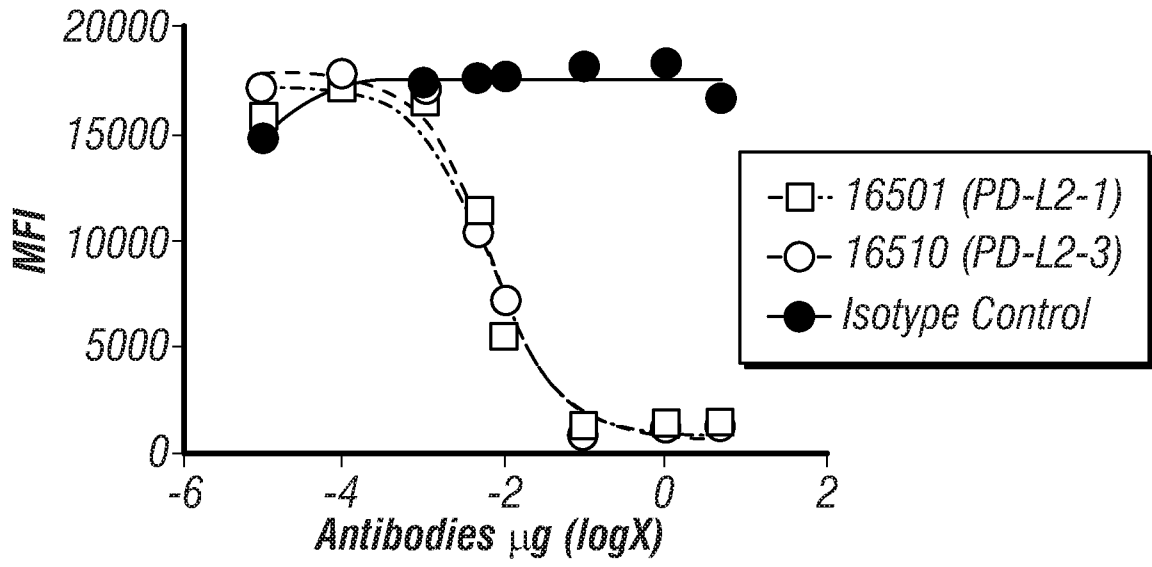 20000
15000
10000
5000
0
MFI
-6
-4
-2
0
2
Antibodies µg (logX)
16501 (PD-L2-1)
16510 (PD-L2-3)
Isotype Control